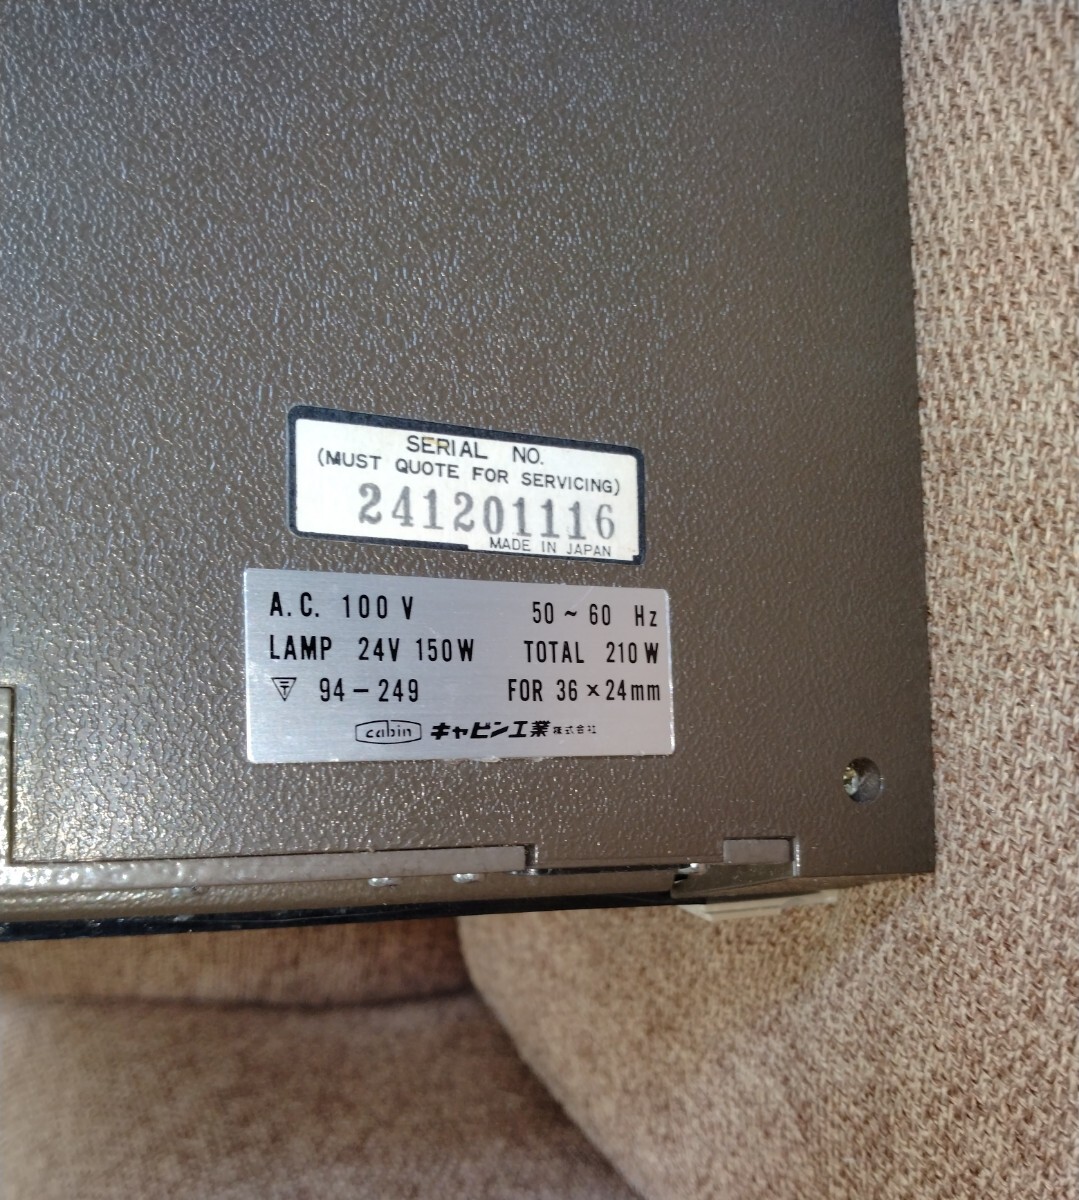 SERIAL NO.
(MUST QUOTE FOR SERVICING)
241201116
MADE IN JAPAN
A.C. 100 V 50 ~ 60 Hz
LAMP 24V 150W TOTAL 210 W
〒 94-249 FOR 36 × 24mm
cabin キャビン工業株式会社